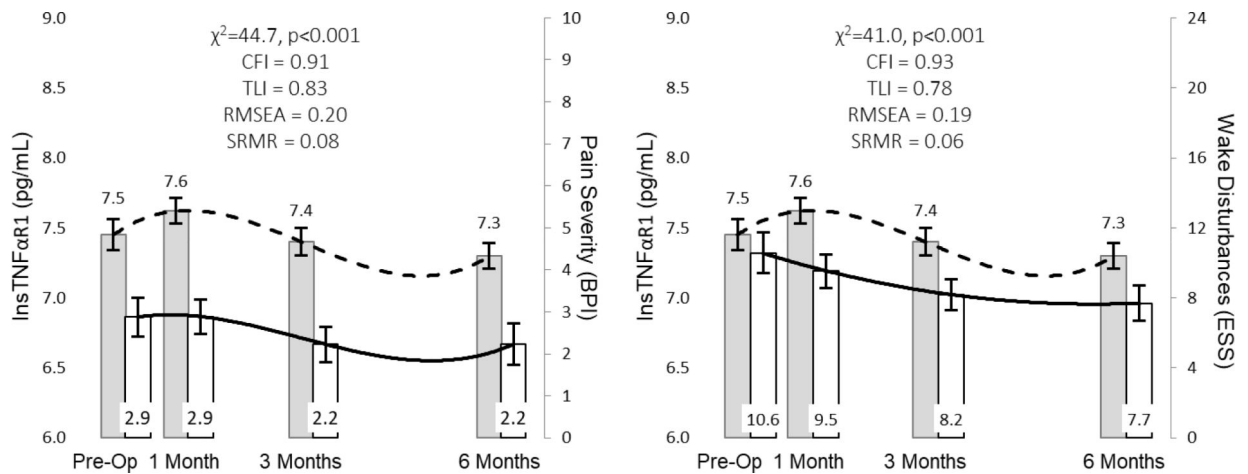 9.0
8.5
8.0
7.5
7.0
6.5
6.0
lnsTNFαR1 (pg/mL)
χ²=44.7, p<0.001
CFI = 0.91
TLI = 0.83
RMSEA = 0.20
SRMR = 0.08
7.5
7.6
7.4
7.3
2.9
2.9
2.2
2.2
Pre-Op
1 Month
3 Months
6 Months
10
9
8
7
6
5
4
3
2
1
0
Pain Severity (BPI)
9.0
8.5
8.0
7.5
7.0
6.5
6.0
lnsTNFαR1 (pg/mL)
χ²=41.0, p<0.001
CFI = 0.93
TLI = 0.78
RMSEA = 0.19
SRMR = 0.06
7.5
7.6
7.4
7.3
10.6
9.5
8.2
7.7
Pre-Op
1 Month
3 Months
6 Months
24
20
16
12
8
4
0
Wake Disturbances (ESS)